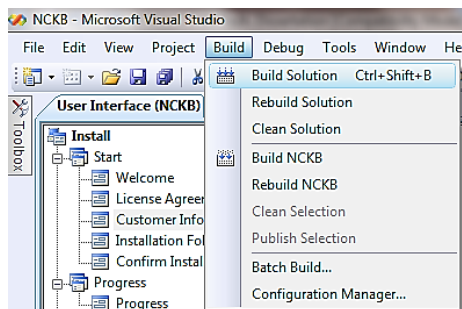 NCKB - Microsoft Visual Studio
File Edit View Project Build Debug Tools Window He
Toolbox
User Interface (NCKB)
Install
Start
Welcome
License Agreer
Customer Info
Installation Fol
Confirm Instal
Progress
Progress
Build Solution Ctrl+Shift+B
Rebuild Solution
Clean Solution
Build NCKB
Rebuild NCKB
Clean Selection
Publish Selection
Batch Build...
Configuration Manager...